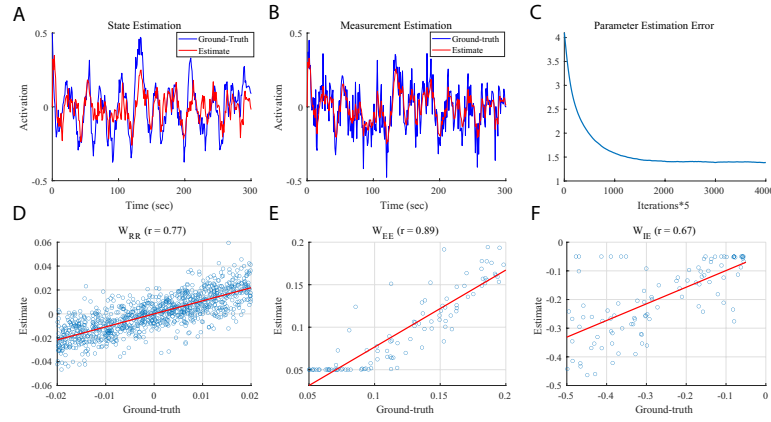 A
State Estimation
Ground-Truth
Estimate
0.5
0
-0.5
Activation
0
100
200
300
Time (sec)
B
Measurement Estimation
Ground-truth
Estimate
0.5
0
-0.5
Activation
0
100
200
300
Time (sec)
C
Parameter Estimation Error
4
3.5
3
2.5
2
1.5
1
0
1000
2000
3000
4000
Iterations*5
D
W_RR (r = 0.77)
0.06
0.04
0.02
0
-0.02
-0.04
-0.06
Estimate
-0.02
-0.01
0
0.01
0.02
Ground-truth
E
W_EE (r = 0.89)
0.2
0.15
0.1
0.05
Estimate
0.05
0.1
0.15
0.2
Ground-truth
F
W_IE (r = 0.67)
0
-0.1
-0.2
-0.3
-0.4
-0.5
Estimate
-0.5
-0.4
-0.3
-0.2
-0.1
0
Ground-truth